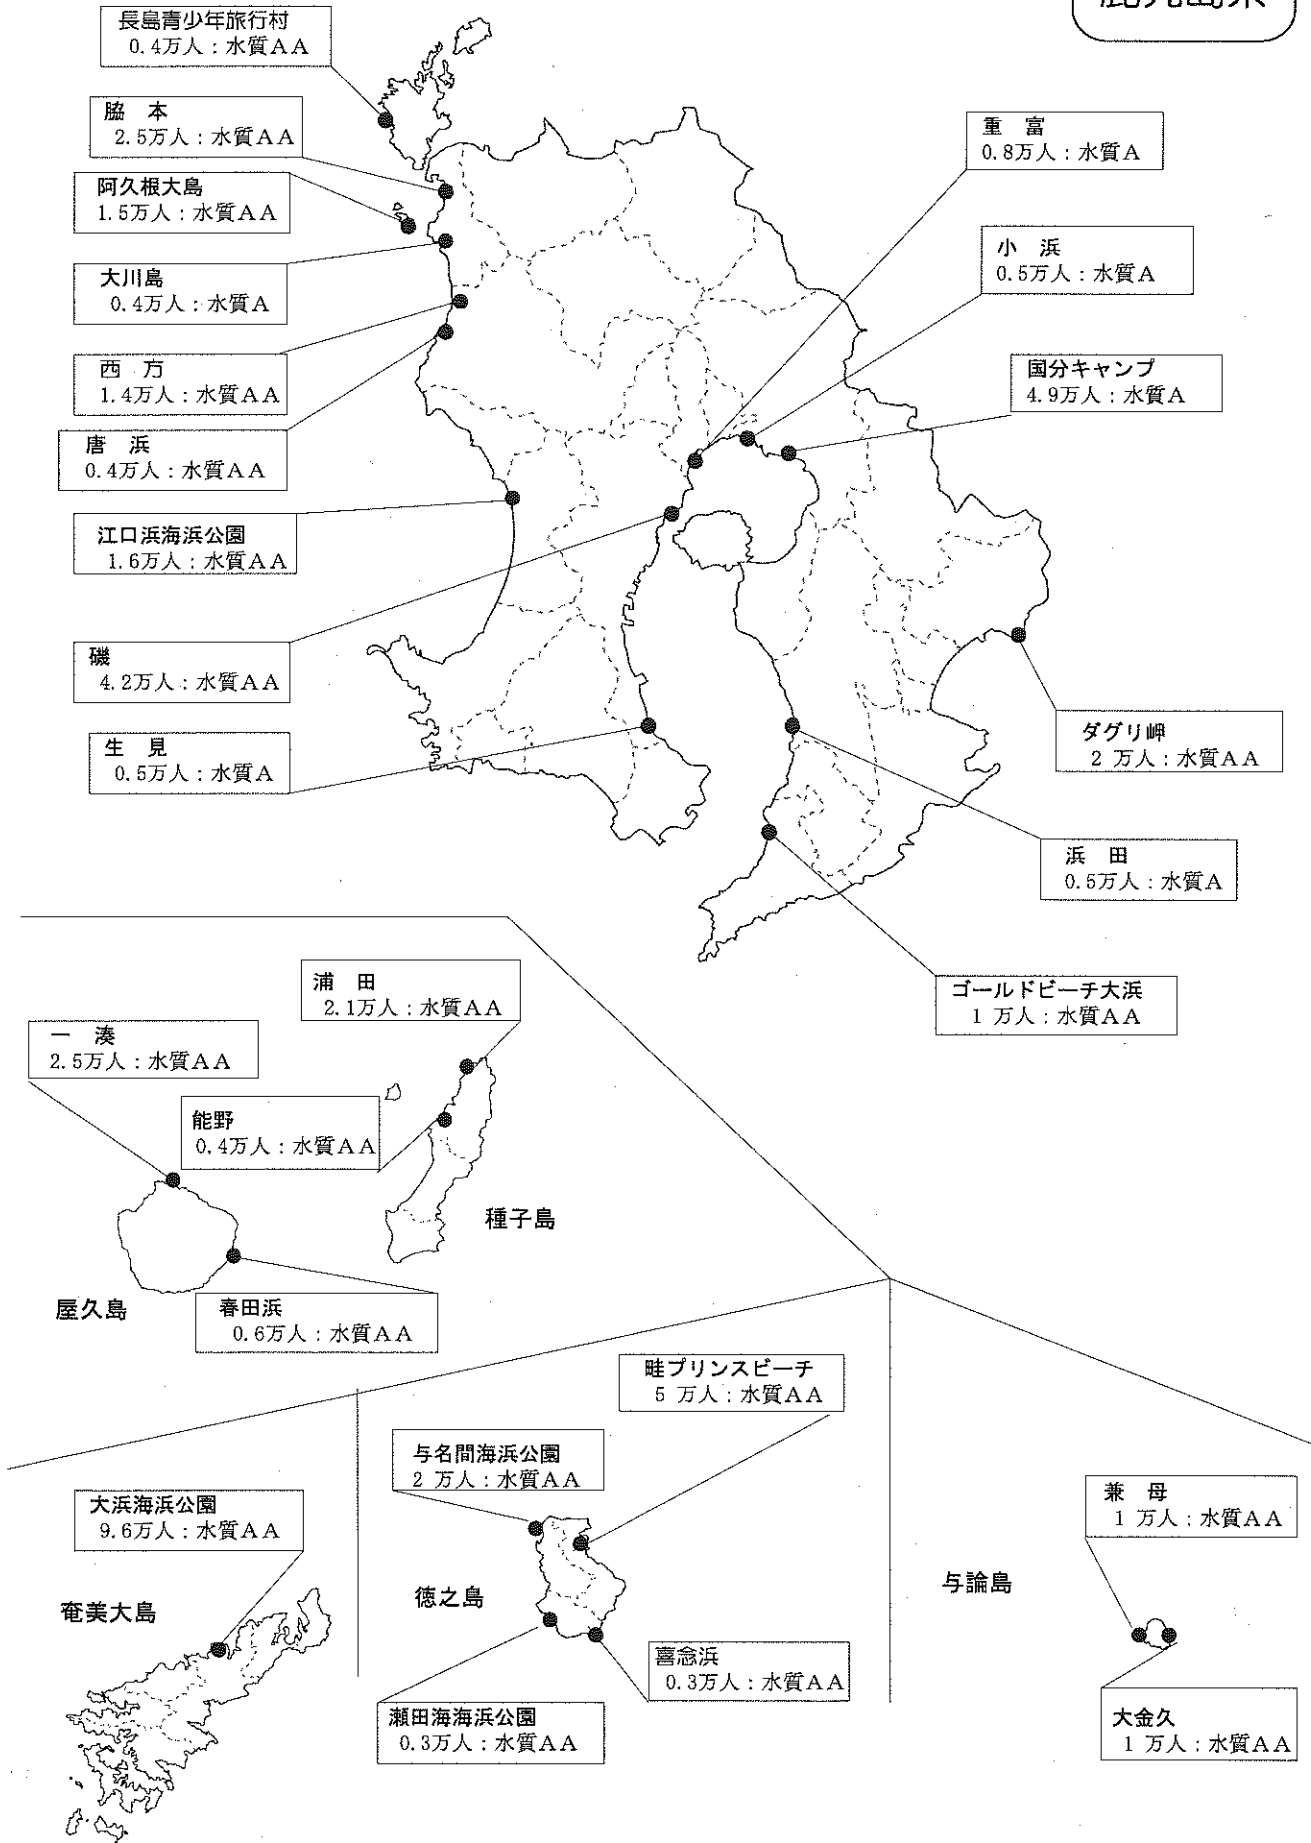 長島青少年旅行村
0.4万人：水質AA
脇　本
2.5万人：水質AA
阿久根大島
1.5万人：水質AA
大川島
0.4万人：水質A
西　方
1.4万人：水質AA
唐　浜
0.4万人：水質AA
江口浜海浜公園
1.6万人：水質AA
磯
4.2万人：水質AA
生　見
0.5万人：水質A
重　富
0.8万人：水質A
小　浜
0.5万人：水質A
国分キャンプ
4.9万人：水質A
ダグリ岬
2 万人：水質AA
浜　田
0.5万人：水質A
ゴールドビーチ大浜
1 万人：水質AA
浦　田
2.1万人：水質AA
一　湊
2.5万人：水質AA
能野
0.4万人：水質AA
種子島
屋久島
春田浜
0.6万人：水質AA
畦プリンスビーチ
5 万人：水質AA
与名間海浜公園
2 万人：水質AA
大浜海浜公園
9.6万人：水質AA
奄美大島
徳之島
喜念浜
0.3万人：水質AA
瀬田海海浜公園
0.3万人：水質AA
与論島
兼　母
1 万人：水質AA
大金久
1 万人：水質AA